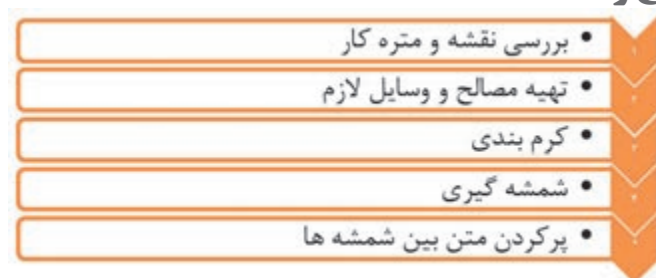 • بررسی نقشه و متره کار
• تهیه مصالح و وسایل لازم
• کرم بندی
• شمشه گیری
• پرکردن متن بین شمشه ها